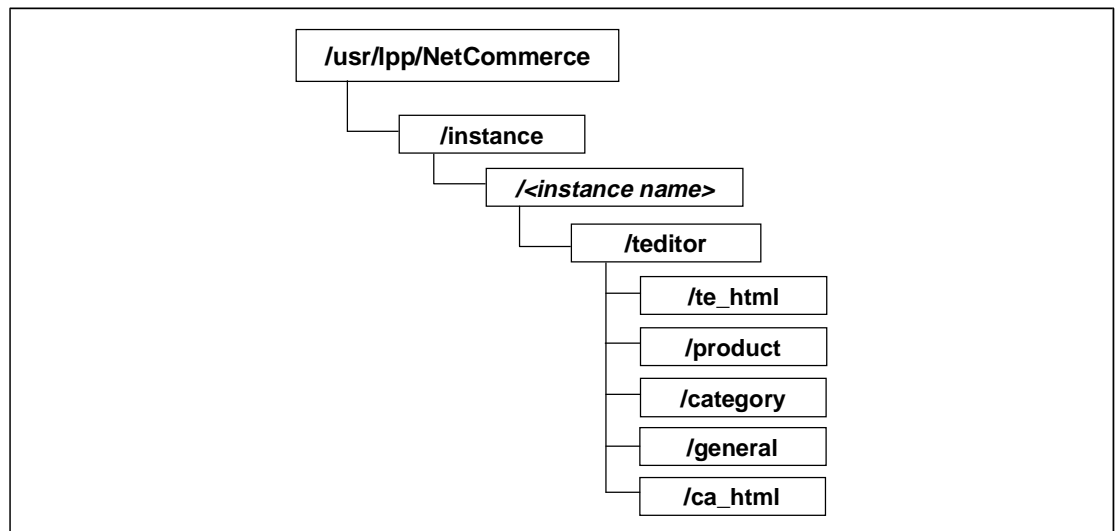 /usr/lpp/NetCommerce
/instance
/<instance name>
/teditor
/te_html
/product
/category
/general
/ca_html